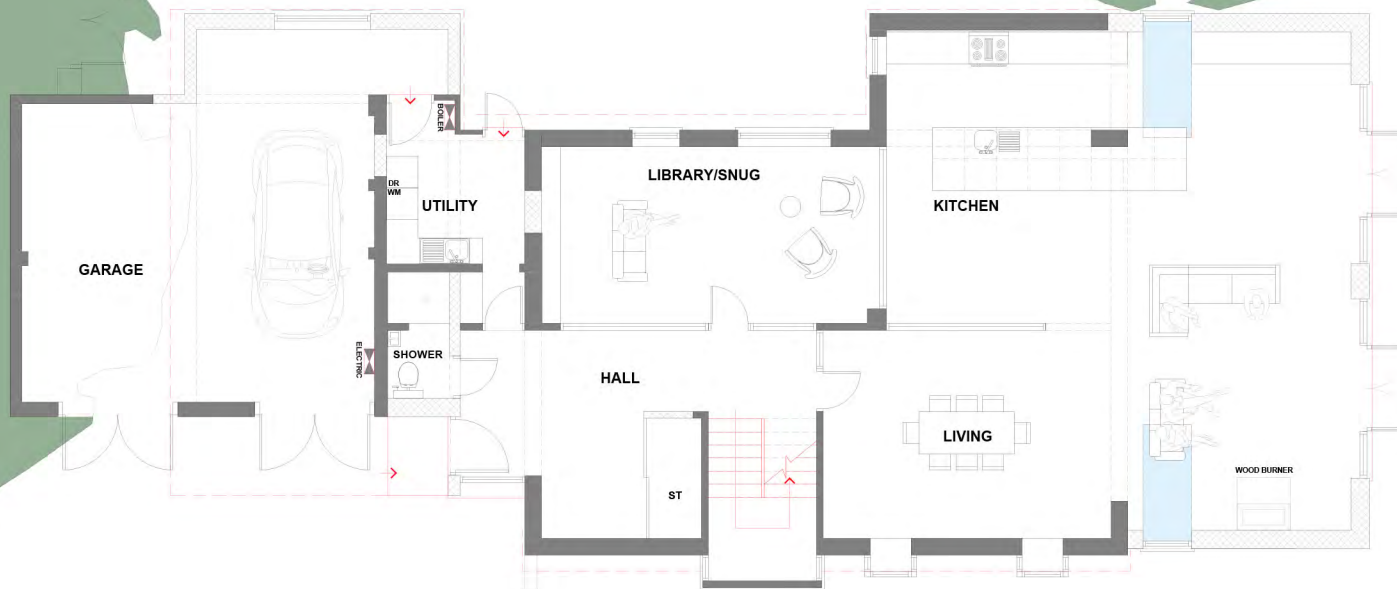 BOILER
LIBRARY/SNUG
DR
WM
UTILITY
KITCHEN
GARAGE
ELECTRIC
SHOWER
HALL
LIVING
WOOD BURNER
ST